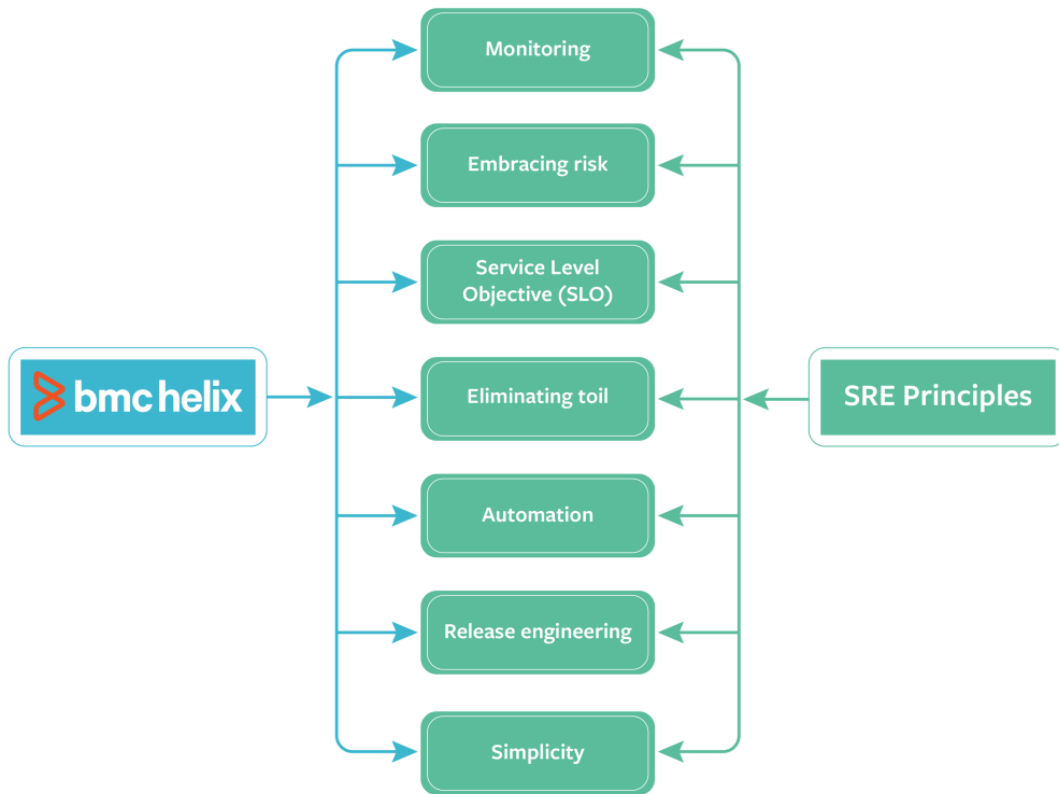 Monitoring
Embracing risk
Service Level
Objective (SLO)
bmc helix
Eliminating toil
SRE Principles
Automation
Release engineering
Simplicity